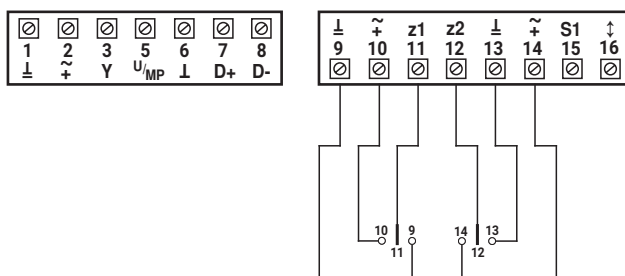 1 2 3 5 6 7 8
⊥ ~+ Y U/MP ⊥ D+ D-
⊥ ~+ z1 z2 ⊥ ~+ S1 ↕
9 10 11 12 13 14 15 16
10 9 14 13
11 12